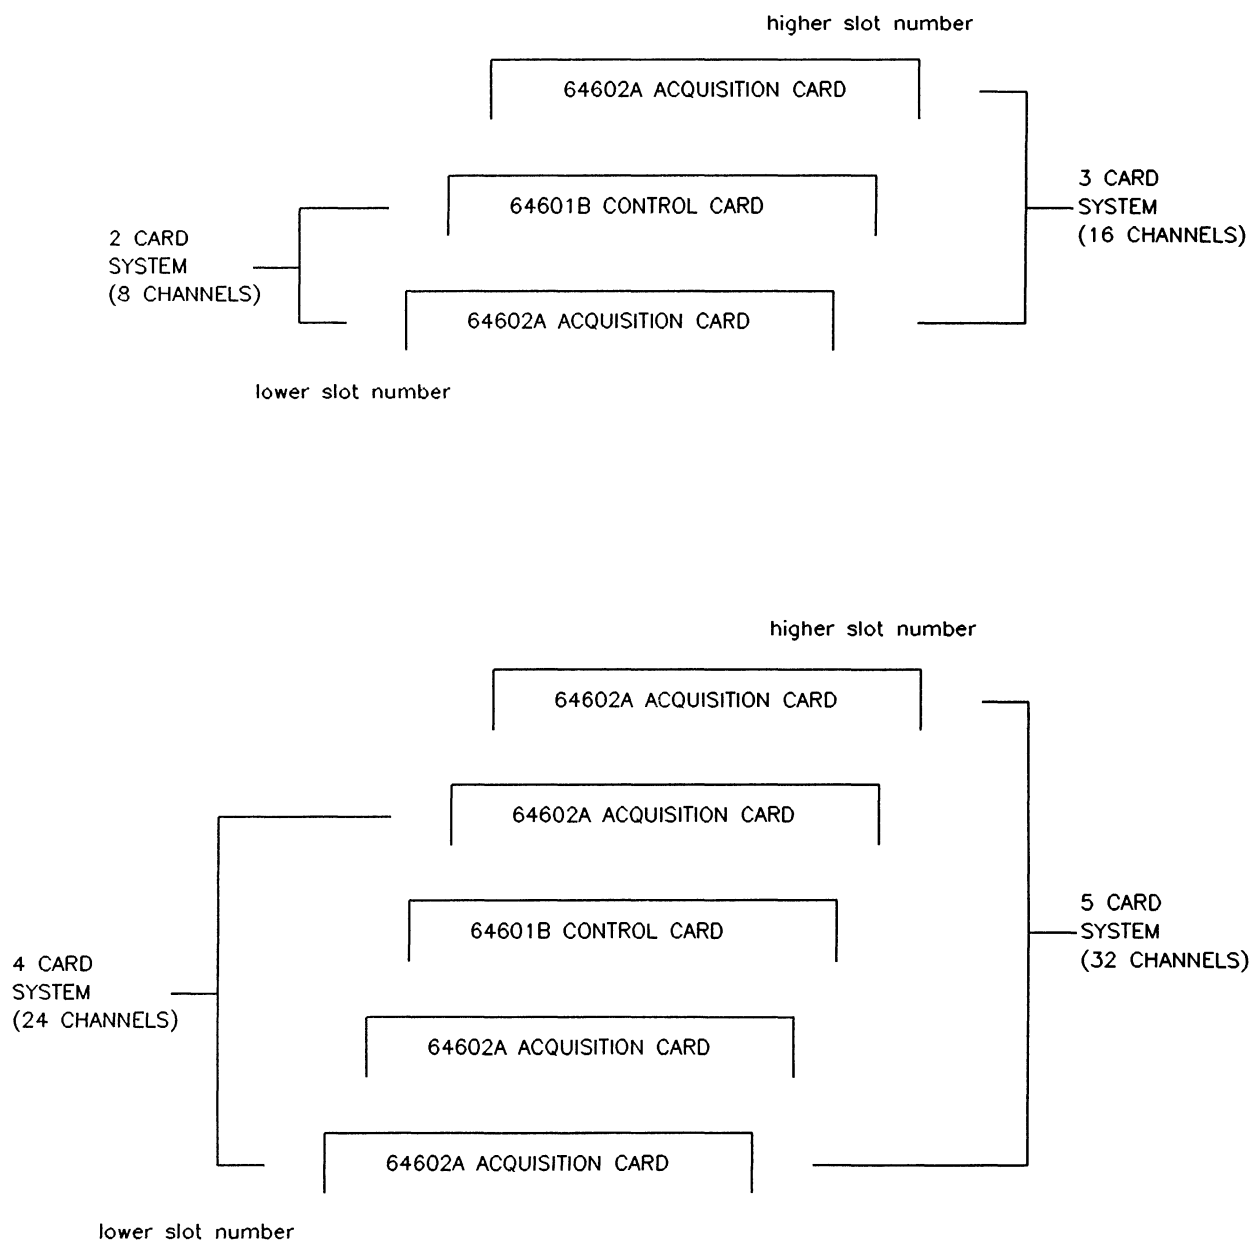 higher slot number
64602A ACQUISITION CARD
64601B CONTROL CARD
3 CARD
SYSTEM
(16 CHANNELS)
2 CARD
SYSTEM
(8 CHANNELS)
64602A ACQUISITION CARD
lower slot number
higher slot number
64602A ACQUISITION CARD
64602A ACQUISITION CARD
64601B CONTROL CARD
5 CARD
SYSTEM
(32 CHANNELS)
4 CARD
SYSTEM
(24 CHANNELS)
64602A ACQUISITION CARD
64602A ACQUISITION CARD
lower slot number